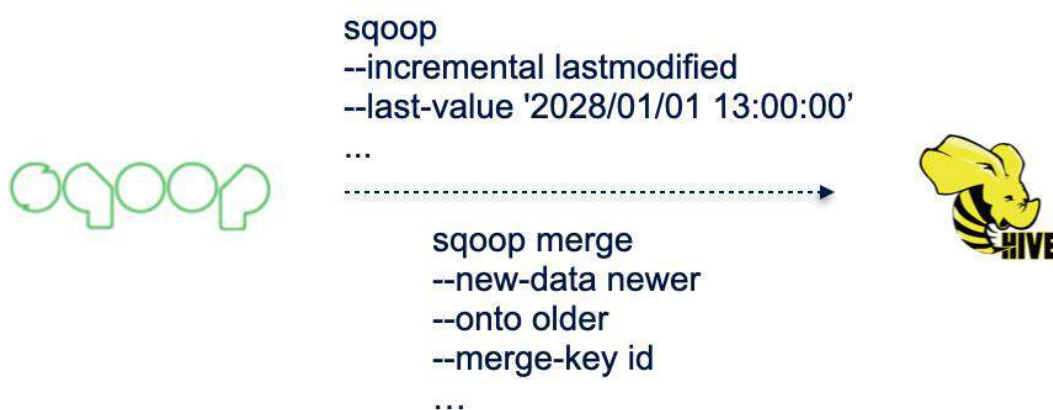 sqoop
--incremental lastmodified
--last-value '2028/01/01 13:00:00’
...
sqoop
HIVE
sqoop merge
--new-data newer
--onto older
--merge-key id
...